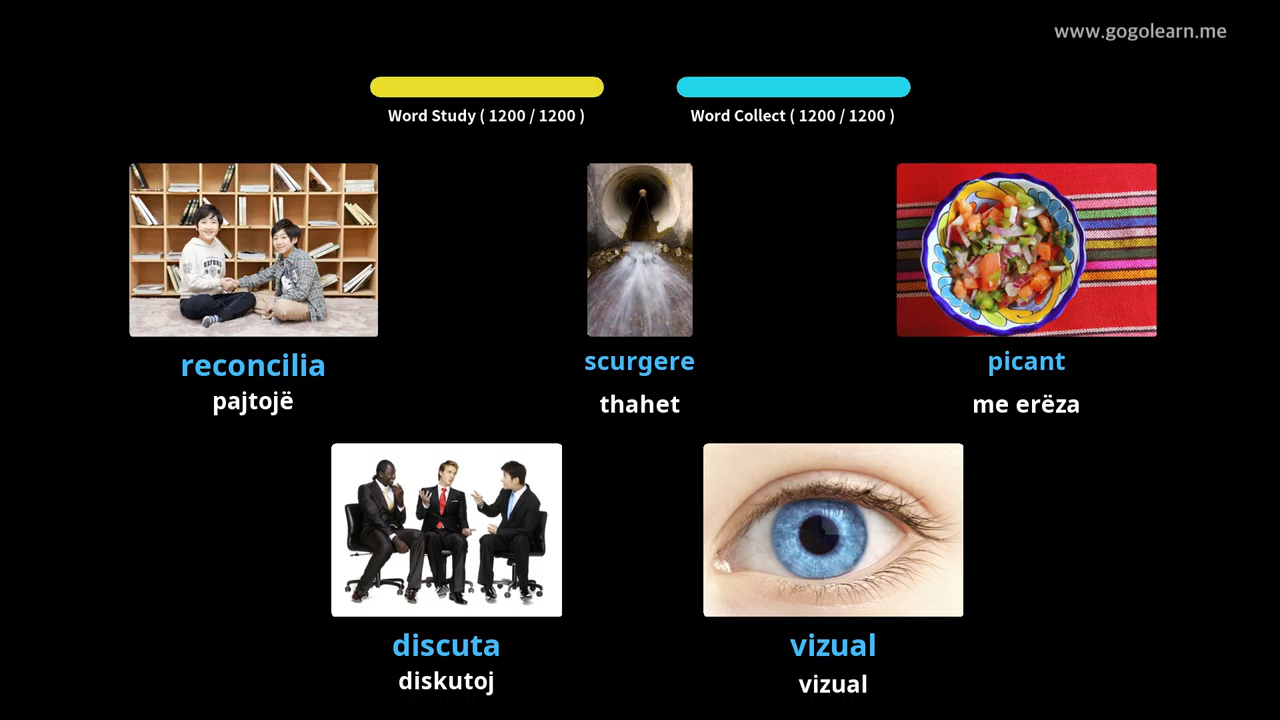 www.gogolearn.me
Word Study ( 1200 / 1200 )
Word Collect ( 1200 / 1200 )
reconcilia
pajtojë
scurgere
thahet
picant
me erëza
discuta
diskutoj
vizual
vizual